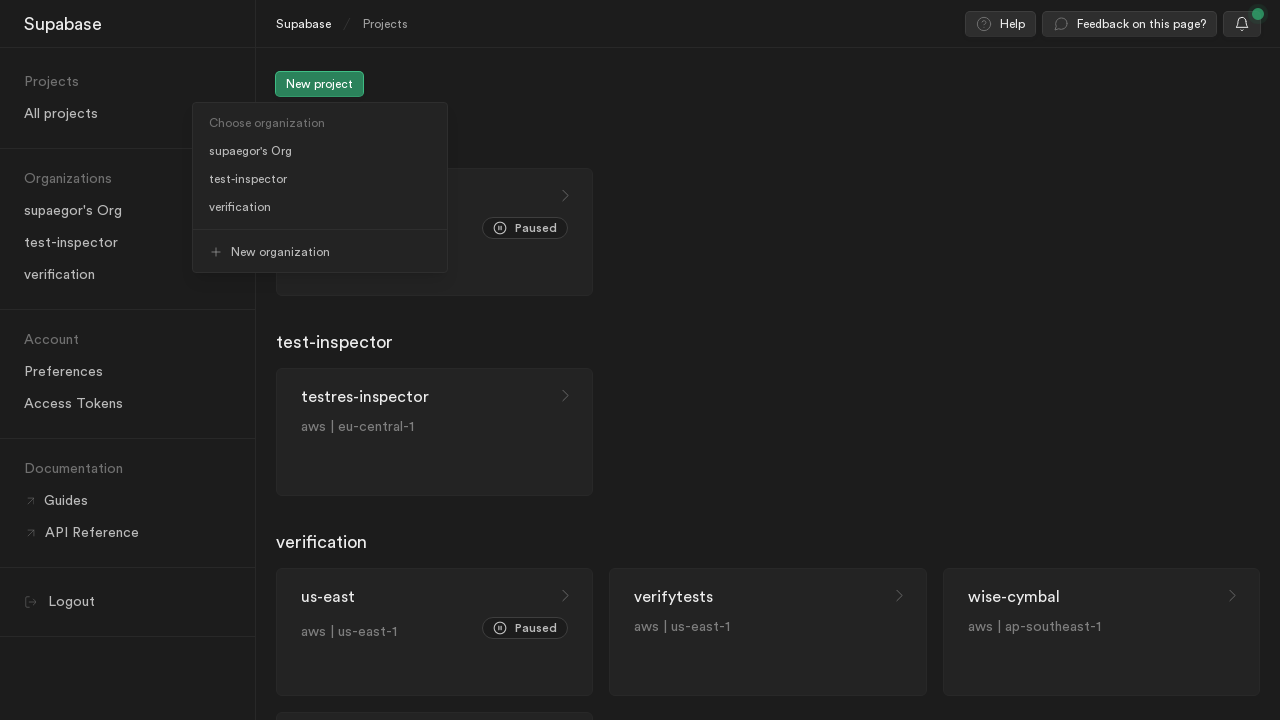 Supabase
Supabase / Projects
Help
Feedback on this page?
Projects
All projects
Organizations
supaegor's Org
test-inspector
verification
Account
Preferences
Access Tokens
Documentation
Guides
API Reference
Logout
New project
Choose organization
supaegor's Org
test-inspector
verification
New organization
Paused
test-inspector
testres-inspector
aws | eu-central-1
verification
us-east
aws | us-east-1
Paused
verifytests
aws | us-east-1
wise-cymbal
aws | ap-southeast-1